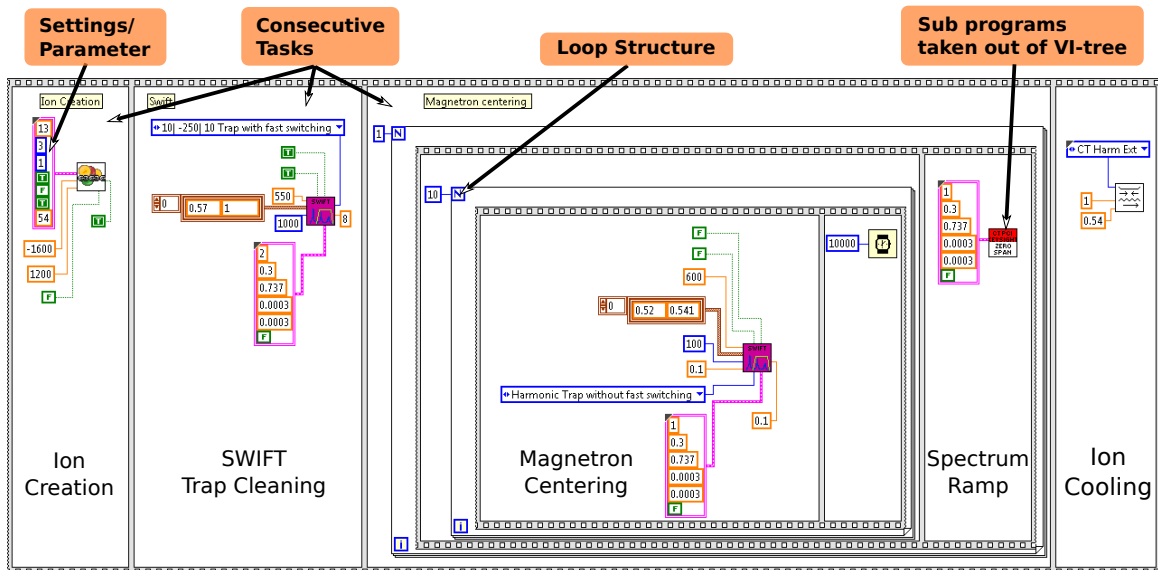 Settings/
Parameter
Consecutive
Tasks
Loop Structure
Sub programs
taken out of VI-tree
Ion Creation
13
3
1
T
F
T
54
-1600
1200
F
T
Ion
Creation
Swift
10| -250| 10 Trap with fast switching
T
T
550
0
0.57
1
1000
SWIFT
8
2
0.3
0.737
0.0003
0.0003
F
SWIFT
Trap Cleaning
Magnetron centering
1
N
10
N
F
F
600
0
0.52
0.541
100
SWIFT
0.1
Harmonic Trap without fast switching
0.1
1
0.3
0.737
0.0003
0.0003
F
i
i
Magnetron
Centering
10000
1
0.3
0.737
0.0003
0.0003
F
ZERO
SPAN
Spectrum
Ramp
CT Harm Ext
1
0.54
Ion
Cooling